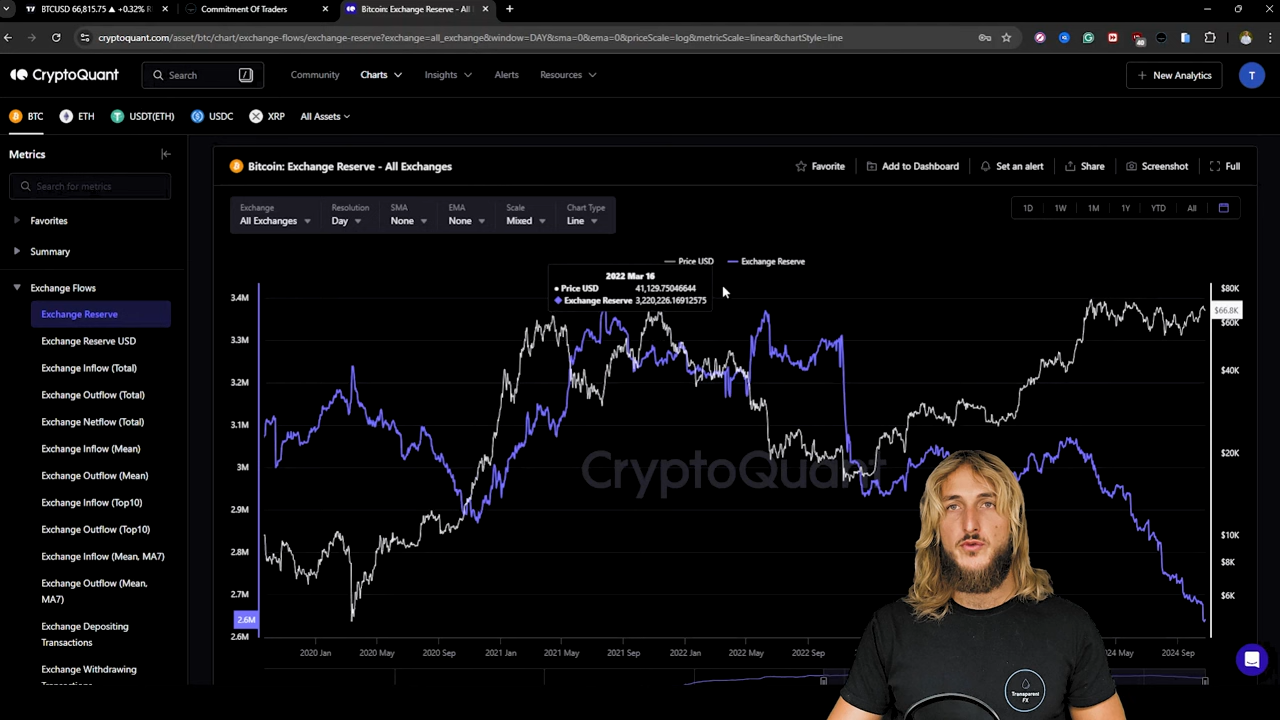 BTCUSD 66,815.75 ▲ +0.32% R
Commitment Of Traders
Bitcoin: Exchange Reserve - All
cryptoquant.com/asset/btc/chart/exchange-flows/exchange-reserve?exchange=all_exchange&window=DAY&sma=0&ema=0&priceScale=log&metricScale=linear&chartStyle=line
40
CryptoQuant
Search
/
Community
Charts
Insights
Alerts
Resources
New Analytics
T
BTC
ETH
USDT(ETH)
USDC
XRP
All Assets
Metrics
Search for metrics
Favorites
Summary
Exchange Flows
Exchange Reserve
Exchange Reserve USD
Exchange Inflow (Total)
Exchange Outflow (Total)
Exchange Netflow (Total)
Exchange Inflow (Mean)
Exchange Outflow (Mean)
Exchange Inflow (Top10)
Exchange Outflow (Top10)
Exchange Inflow (Mean, MA7)
Exchange Outflow (Mean,
MA7)
Exchange Depositing
Transactions
Exchange Withdrawing
Bitcoin: Exchange Reserve - All Exchanges
Favorite
Add to Dashboard
Set an alert
Share
Screenshot
Full
Exchange
All Exchanges
Resolution
Day
SMA
None
EMA
None
Scale
Mixed
Chart Type
Line
1D
1W
1M
1Y
YTD
All
Price USD
Exchange Reserve
2022 Mar 16
Price USD 41,129.75046644
Exchange Reserve 3,220,226.16912575
3.4M
3.3M
3.2M
3.1M
3M
2.9M
2.8M
2.7M
2.6M
2.6M
$80K
$66.8K
$60K
$40K
$20K
$10K
$8K
$6K
CryptoQuant
2020 Jan
2020 May
2020 Sep
2021 Jan
2021 May
2021 Sep
2022 Jan
2022 May
2022 Sep
2024 May
2024 Sep
Transparent
FX